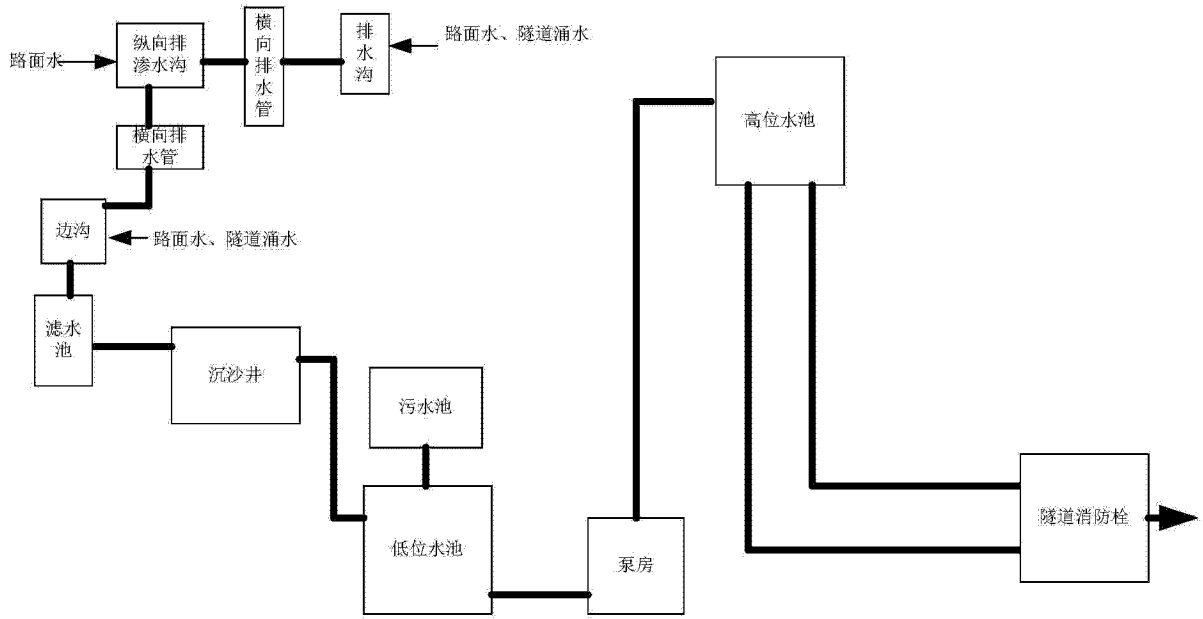 路面水
纵向排
渗水沟
横
向
排
水
管
排
水
沟
路面水、隧道涌水
高位水池
横向排
水管
边沟
路面水、隧道涌水
滤水
池
沉沙井
污水池
低位水池
泵房
隧道消防栓